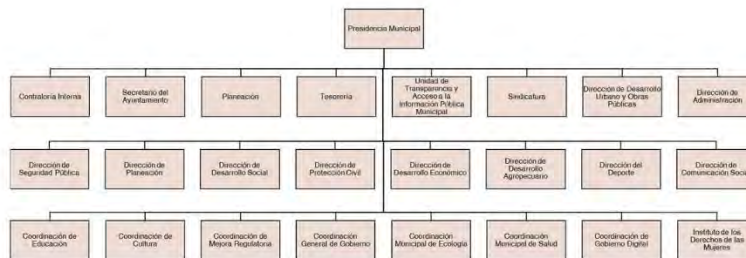 Presidencia Municipal
Contraloría Interna
Secretario del
Ayuntamiento
Planeación
Tesorería
Unidad de
Transparencia y
Acceso a la
Información Pública
Municipal
Sindicatura
Dirección de Desarrollo
Urbano y Obras
Públicas
Dirección de
Administración
Dirección de
Seguridad Pública
Dirección de
Planeación
Dirección de
Desarrollo Social
Dirección de
Protección Civil
Dirección de
Desarrollo Económico
Dirección de
Desarrollo
Agropecuario
Dirección del
Deporte
Dirección de
Comunicación Social
Coordinación de
Educación
Coordinación de
Cultura
Coordinación de
Mejora Regulatoria
Coordinación
General de Gobierno
Coordinación
Municipal de Ecología
Coordinación
Municipal de Salud
Coordinación de
Gobierno Digital
Instituto de los
Derechos de las
Mujeres